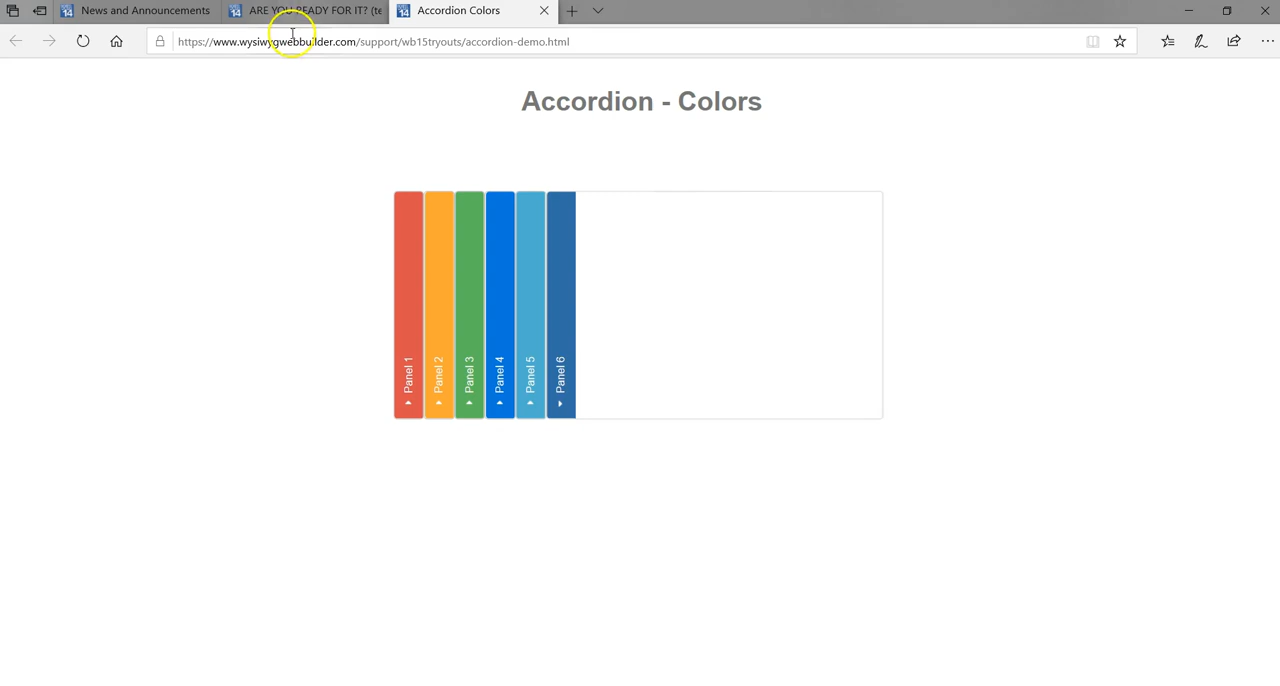 News and Announcements
ARE YOU READY FOR IT? (te
Accordion Colors
https://www.wysiwygwebbuilder.com/support/wb15tryouts/accordion-demo.html
Accordion - Colors
Panel 1
Panel 2
Panel 3
Panel 4
Panel 5
Panel 6